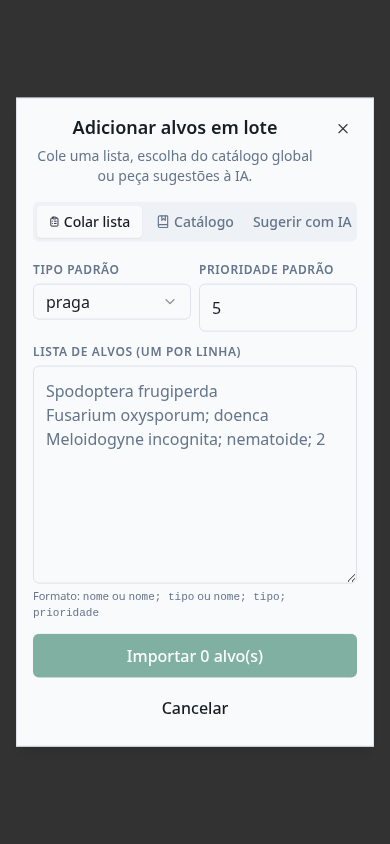 Adicionar alvos em lote
Cole uma lista, escolha do catálogo global
ou peça sugestões à IA.
Colar lista
Catálogo
Sugerir com IA
TIPO PADRÃO
PRIORIDADE PADRÃO
praga
5
LISTA DE ALVOS (UM POR LINHA)
Spodoptera frugiperda
Fusarium oxysporum; doenca
Meloidogyne incognita; nematoide; 2
Formato: nome ou nome; tipo ou nome; tipo;
prioridade
Importar 0 alvo(s)
Cancelar